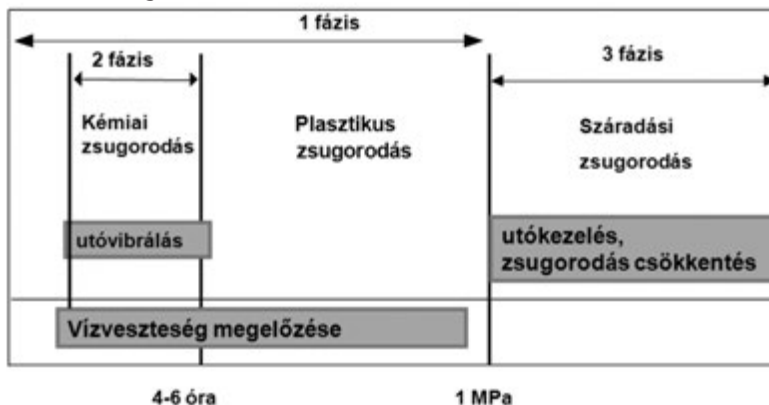 1 fázis
2 fázis
3 fázis
Kémiai
zsugorodás
Plasztikus
zsugorodás
Száradási
zsugorodás
utóvibrálás
utókezelés,
zsugorodás csökkentés
Vízveszteség megelőzése
4-6 óra
1 MPa